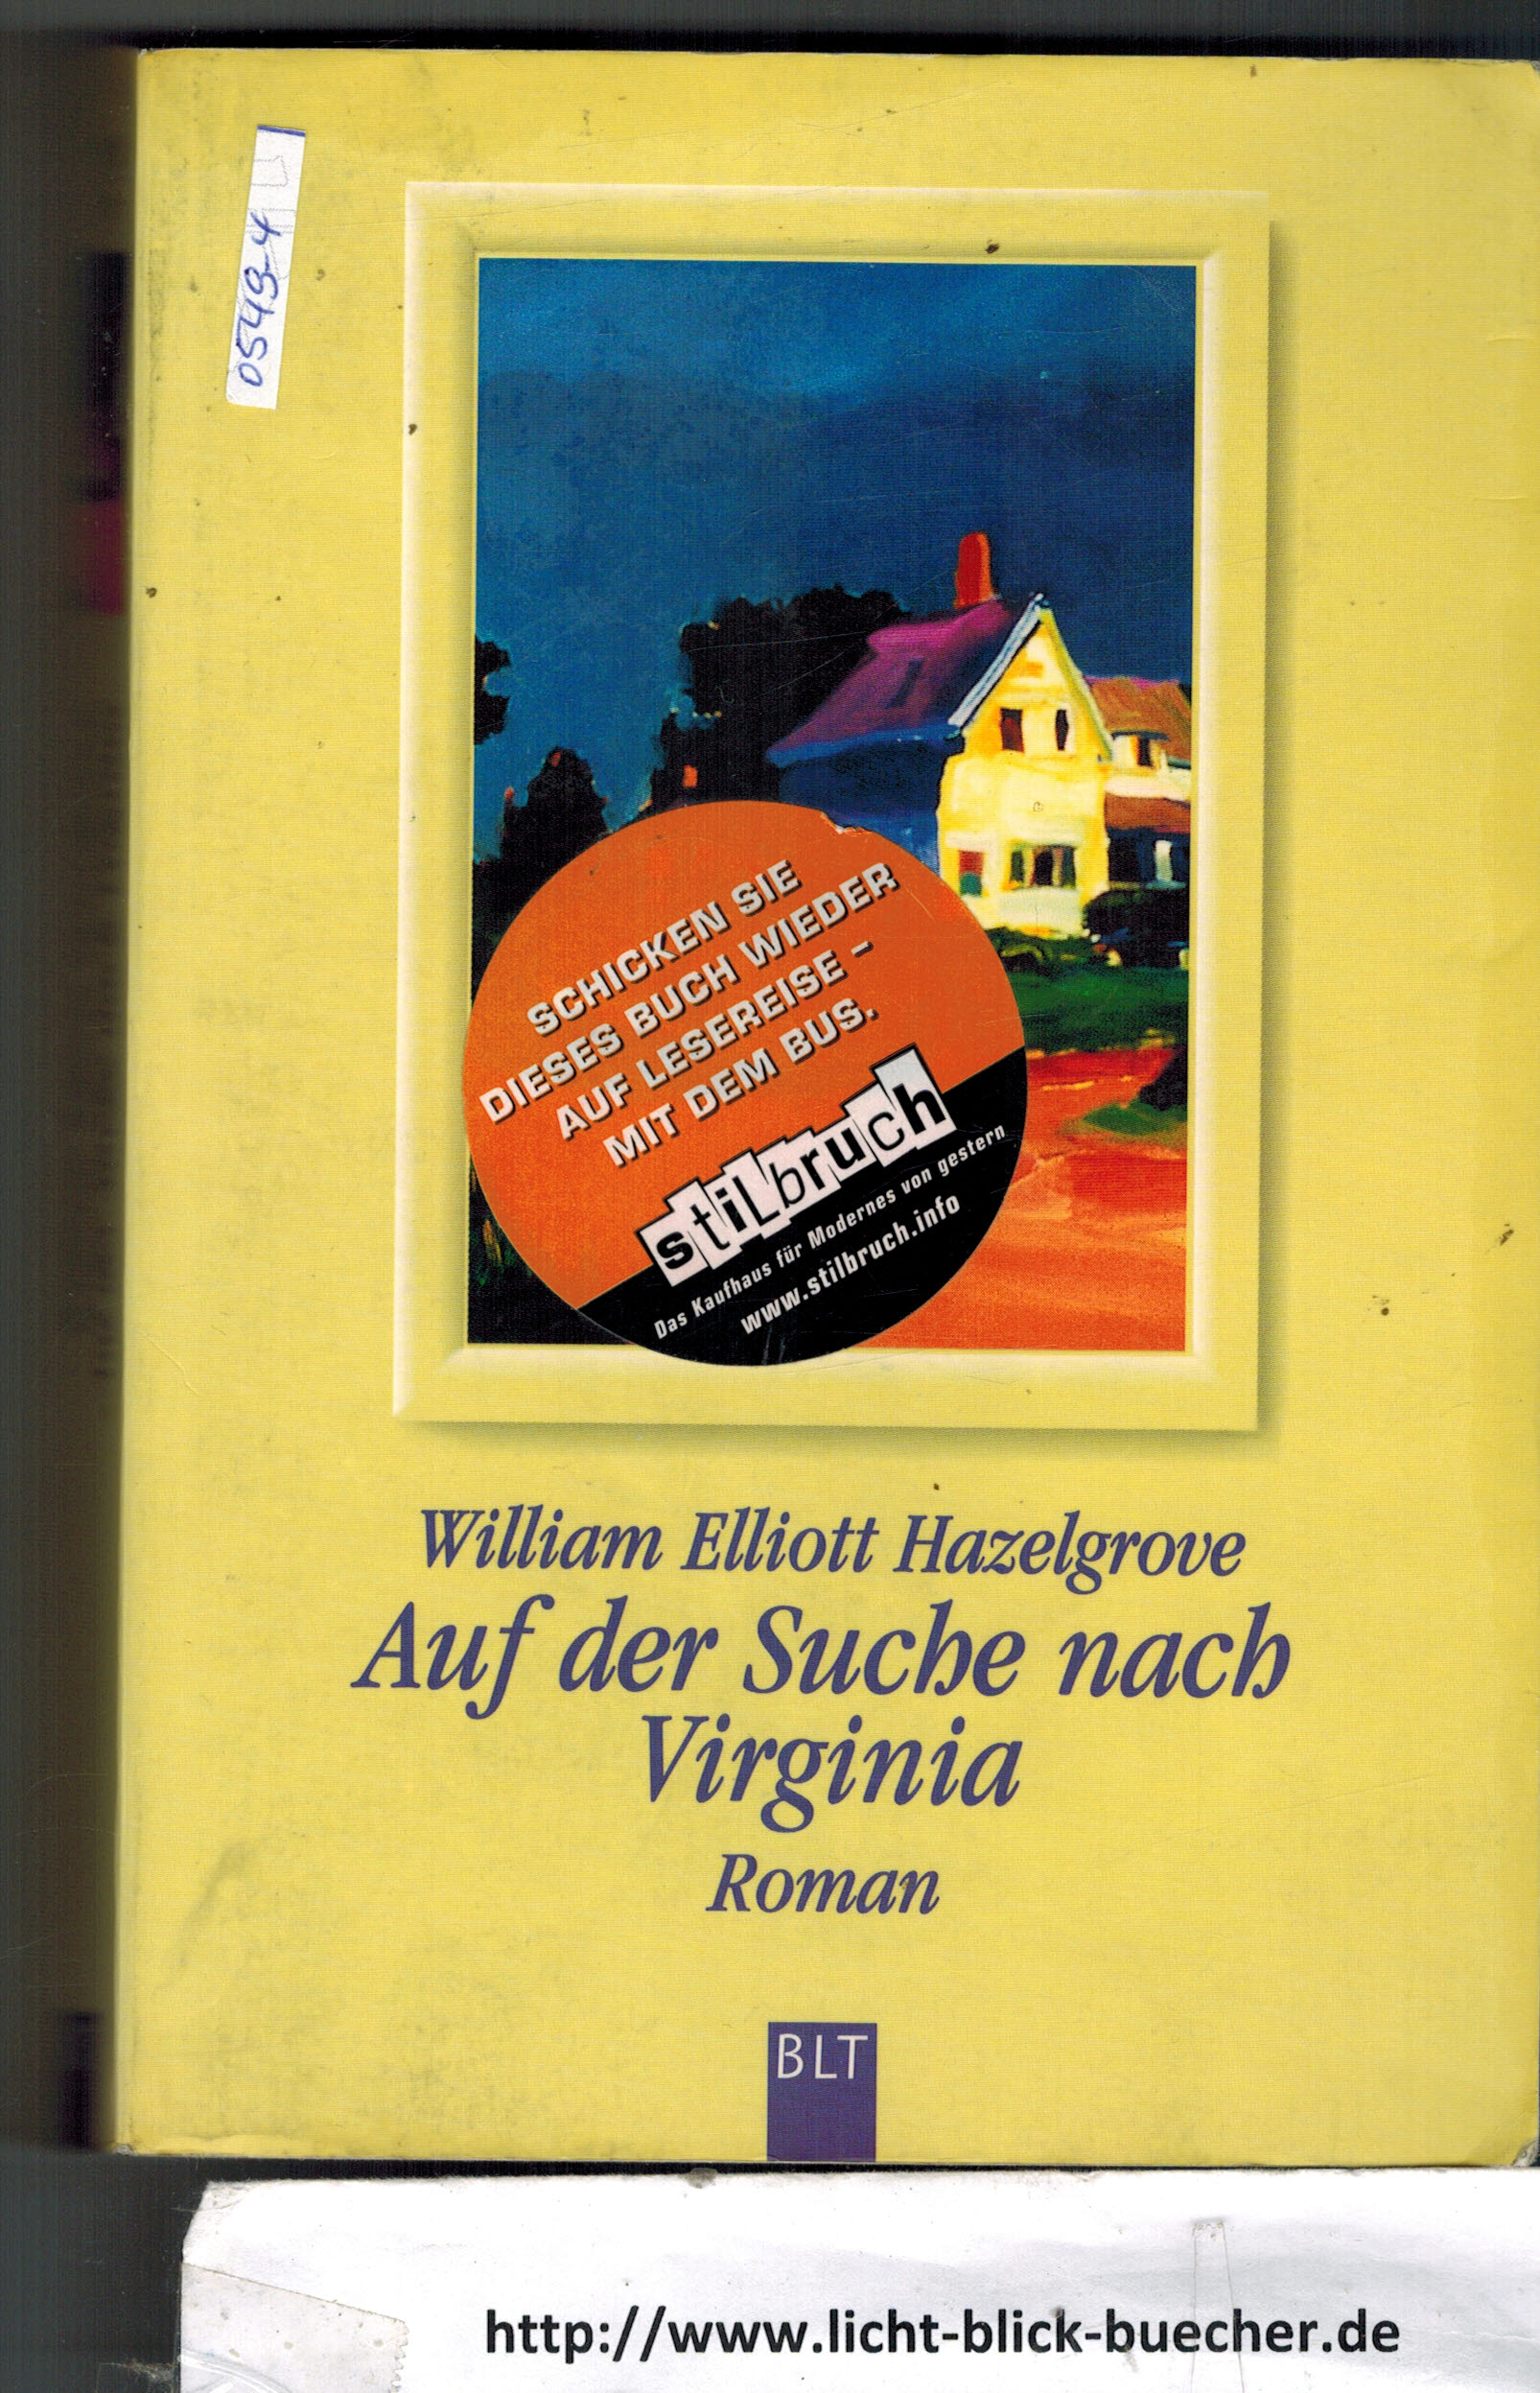 0549-4
SCHICKEN SIE
DIESES BUCH WIEDER
AUF LESEREISE –
MIT DEM BUS.
stilbruch
Das Kaufhaus für Modernes von gestern
www.stilbruch.info
William Elliott Hazelgrove
Auf der Suche nach
Virginia
Roman
BLT
http://www.licht-blick-buecher.de